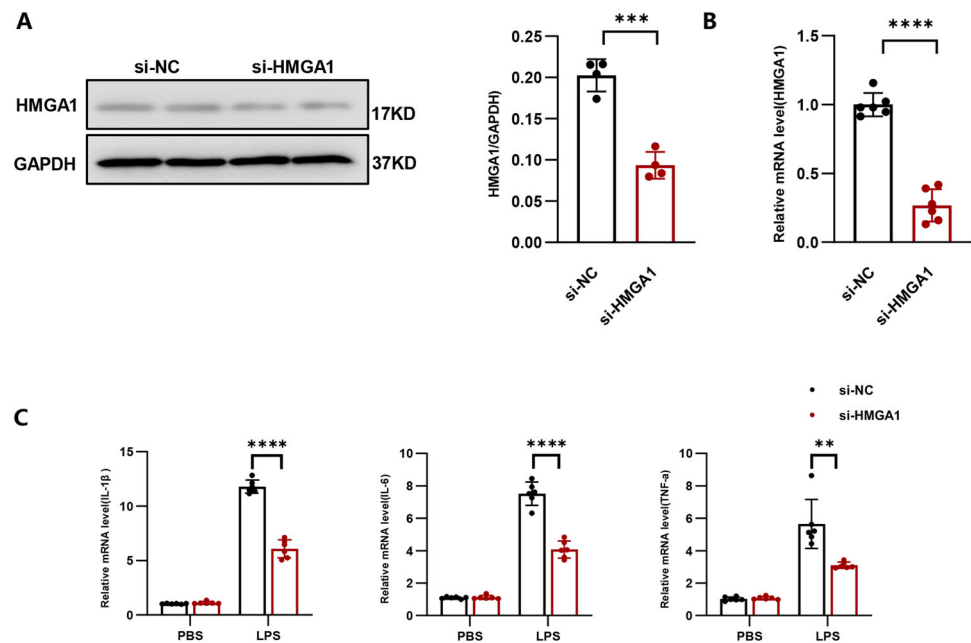 A
si-NC si-HMGA1
HMGA1
17KD
GAPDH
37KD
***
HMGA1/GAPDH
0.25
0.20
0.15
0.10
0.05
0.00
si-NC
si-HMGA1
B
****
Relative mRNA level(HMGA1)
1.5
1.0
0.5
0.0
si-NC
si-HMGA1
si-NC
si-HMGA1
C
****
Relative mRNA level(IL-1β)
15
10
5
0
PBS LPS
****
Relative mRNA level(IL-6)
10
8
6
4
2
0
PBS LPS
**
Relative mRNA level(TNF-a)
10
8
6
4
2
0
PBS LPS